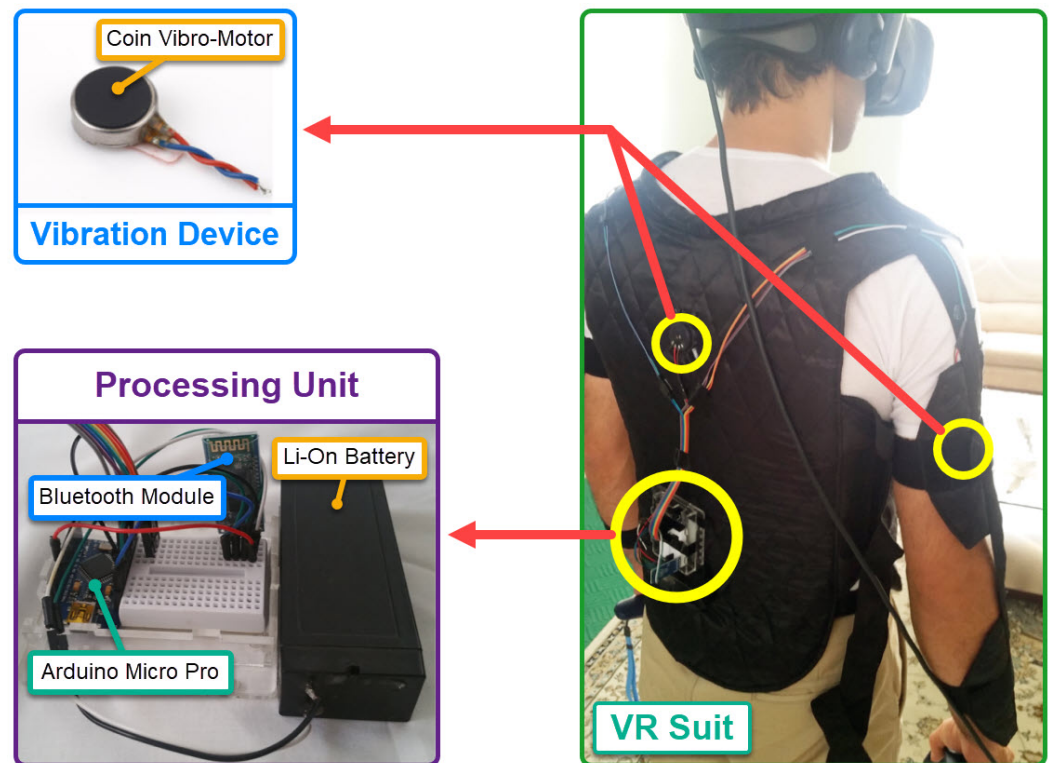 Coin Vibro-Motor
Vibration Device
Processing Unit
Li-On Battery
Bluetooth Module
Arduino Micro Pro
VR Suit